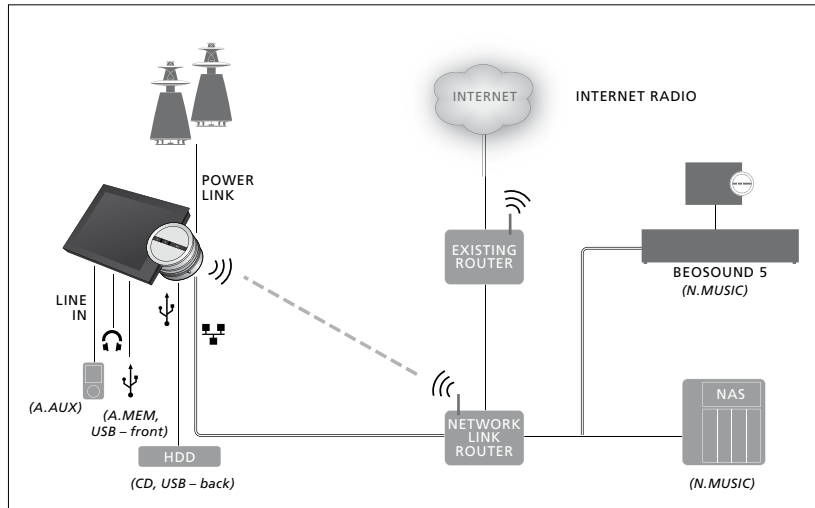 INTERNET
INTERNET RADIO
POWER
LINK
EXISTING
ROUTER
BEOSOUND 5
(N.MUSIC)
LINE
IN
(A.AUX)
(A.MEM,
USB – front)
HDD
(CD, USB – back)
NETWORK
LINK
ROUTER
NAS
(N.MUSIC)